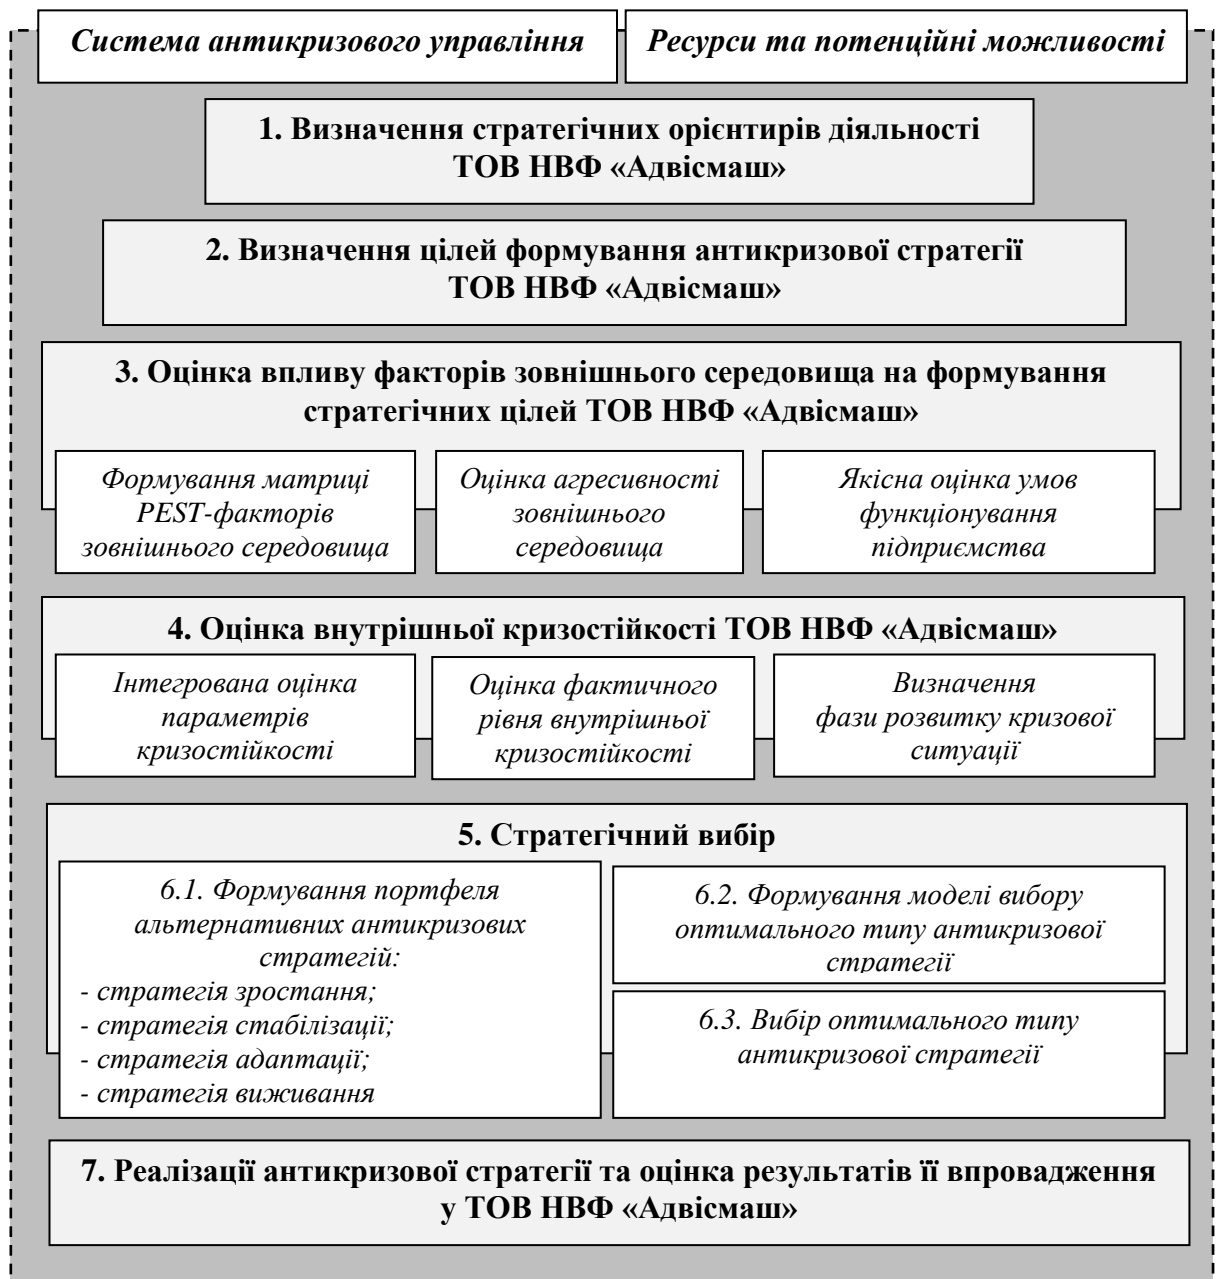 Система антикризового управління
Ресурси та потенційні можливості
1. Визначення стратегічних орієнтирів діяльності
ТОВ НВФ «Адвісмаш»
2. Визначення цілей формування антикризової стратегії
ТОВ НВФ «Адвісмаш»
3. Оцінка впливу факторів зовнішнього середовища на формування
стратегічних цілей ТОВ НВФ «Адвісмаш»
Формування матриці
PEST-факторів
зовнішнього середовища
Оцінка агресивності
зовнішнього
середовища
Якісна оцінка умов
функціонування
підприємства
4. Оцінка внутрішньої кризостійкості ТОВ НВФ «Адвісмаш»
Інтегрована оцінка
параметрів
кризостійкості
Оцінка фактичного
рівня внутрішньої
кризостійкості
Визначення
фази розвитку кризової
ситуації
5. Стратегічний вибір
6.1. Формування портфеля
альтернативних антикризових
стратегій:
- стратегія зростання;
- стратегія стабілізації;
- стратегія адаптації;
- стратегія виживання
6.2. Формування моделі вибору
оптимального типу антикризової
стратегії
6.3. Вибір оптимального типу
антикризової стратегії
7. Реалізації антикризової стратегії та оцінка результатів її впровадження
у ТОВ НВФ «Адвісмаш»